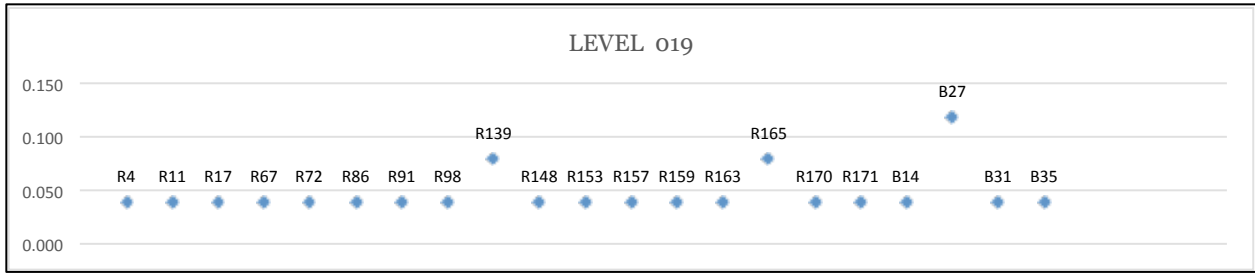 LEVEL 019
0.150
B27
0.100
R139 R165
R4 R11 R17 R67 R72 R86 R91 R98 R148 R153 R157 R159 R163 R170 R171 B14 B31 B35
0.050
0.000